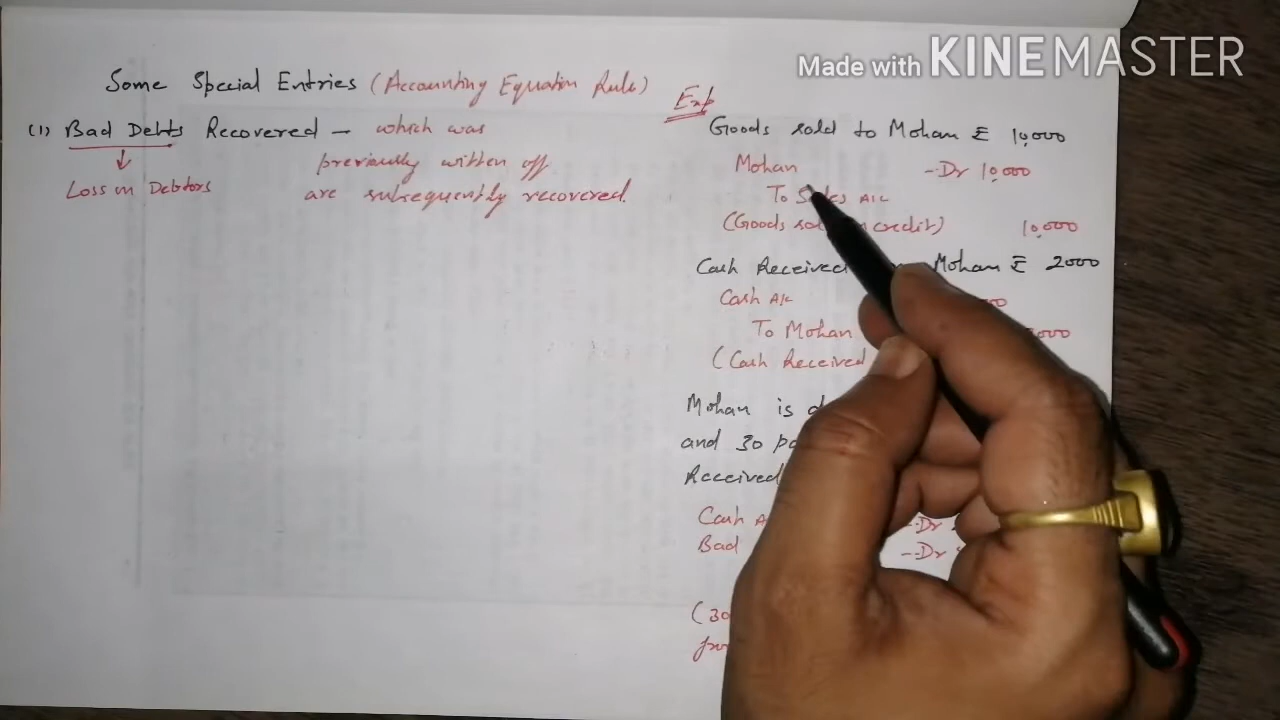 Made with KINEMASTER
Some Special Entries (Accounting Equation Rule)
(1) Bad Debts Recovered — which was
previously written off
are subsequently recovered.
Loss on Debtors
Exp
Goods sold to Mohan ₹ 10,000
Mohan --Dr 10,000
To Sales A/c
(Goods credit) 10,000
Cash Received Mohan ₹ 2000
Cash A/c
To Mohan
(Cash Received
Mohan is
and 30
Received
Cash --Dr
Bad --Dr
(30